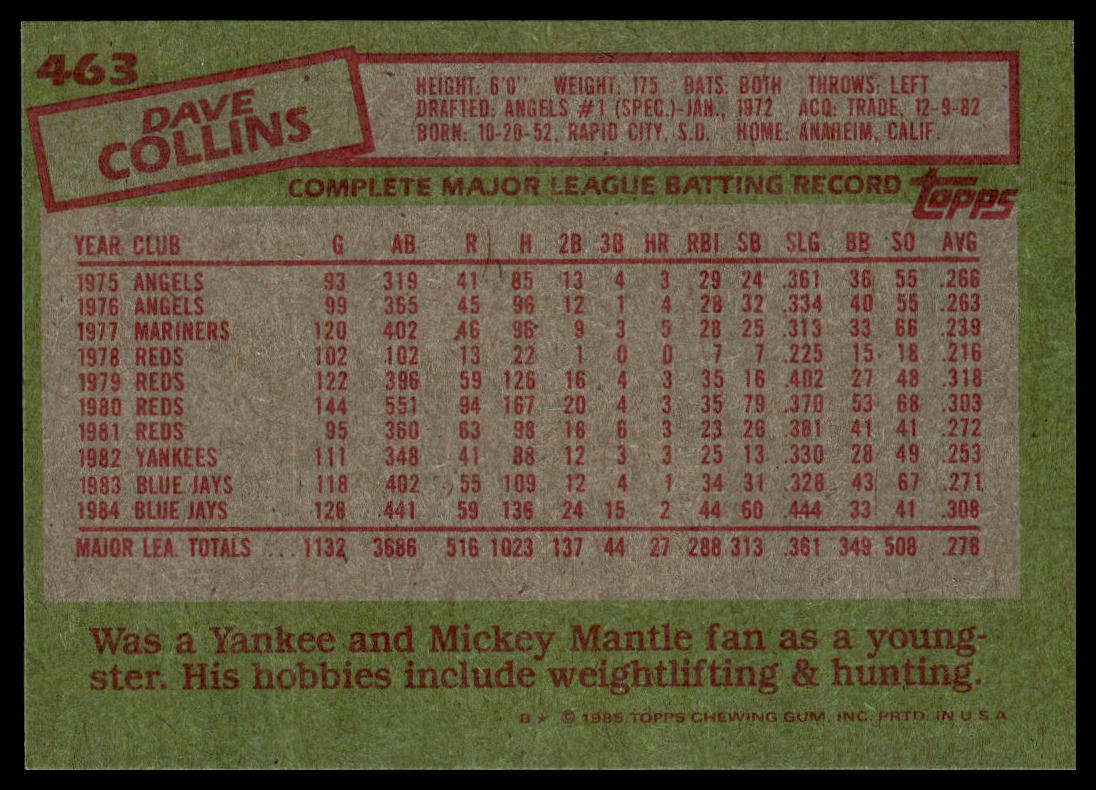 463
DAVE
COLLINS
HEIGHT: 6'0" WEIGHT: 175 BATS: BOTH THROWS: LEFT
DRAFTED: ANGELS #1 (SPEC.)-JAN., 1972 ACQ: TRADE, 12-9-82
BORN: 10-20-52, RAPID CITY, S.D. HOME: ANAHEIM, CALIF.
COMPLETE MAJOR LEAGUE BATTING RECORD topps
YEAR CLUB G AB R H 2B 3B HR RBI SB SLG BB SO AVG
1975 ANGELS 93 319 41 85 13 4 3 29 24 .361 36 55 .266
1976 ANGELS 99 365 45 96 12 1 4 28 32 .334 40 55 .263
1977 MARINERS 120 402 46 96 9 3 5 28 25 .313 33 66 .239
1978 REDS 102 102 13 22 1 0 0 7 7 .225 15 18 .216
1979 REDS 122 396 59 126 16 4 3 35 16 .402 27 48 .318
1980 REDS 144 551 94 167 20 4 3 35 79 .370 53 68 .303
1981 REDS 95 360 63 98 18 6 3 23 26 .381 41 41 .272
1982 YANKEES 111 348 41 88 12 3 3 25 13 .330 28 49 .253
1983 BLUE JAYS 118 402 55 109 12 4 1 34 31 .328 43 67 .271
1984 BLUE JAYS 128 441 59 136 24 15 2 44 60 .444 33 41 .308
MAJOR LEA. TOTALS ... 1132 3686 516 1023 137 44 27 288 313 .361 349 508 .278
Was a Yankee and Mickey Mantle fan as a young-
ster. His hobbies include weightlifting & hunting.
B★ © 1985 TOPPS CHEWING GUM, INC. PRTD. IN U.S.A